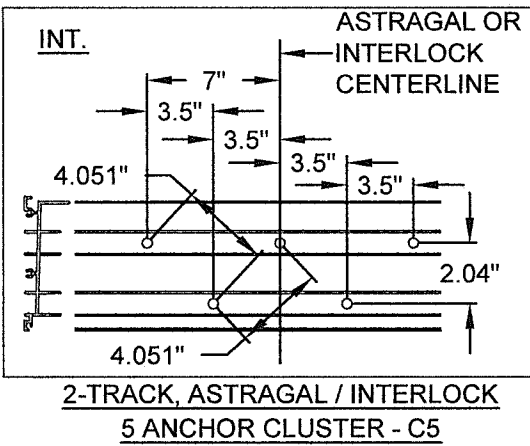 INT.
ASTRAGAL OR
INTERLOCK
CENTERLINE
7"
3.5"
3.5"
3.5"
3.5"
4.051"
2.04"
4.051"
2-TRACK, ASTRAGAL / INTERLOCK
5 ANCHOR CLUSTER - C5